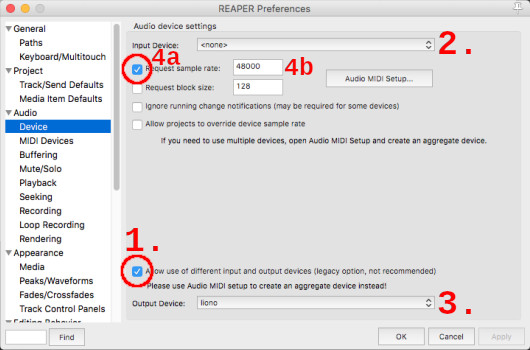 REAPER Preferences
General
Paths
Keyboard/Multitouch
Project
Track/Send Defaults
Media Item Defaults
Audio
Device
MIDI Devices
Buffering
Mute/Solo
Playback
Seeking
Recording
Loop Recording
Rendering
Appearance
Media
Peaks/Waveforms
Fades/Crossfades
Track Control Panels
Editing Behavior
Find
Audio device settings
Input Device: <none> 2.
4a
Request sample rate: 48000 4b
Request block size: 128
Audio MIDI Setup...
Ignore running change notifications (may be required for some devices)
Allow projects to override device sample rate
If you need to use multiple devices, open Audio MIDI Setup and create an aggregate device.
1.
Allow use of different input and output devices (legacy option, not recommended)
Please use Audio MIDI setup to create an aggregate device instead!
Output Device: 3.
OK Cancel Apply